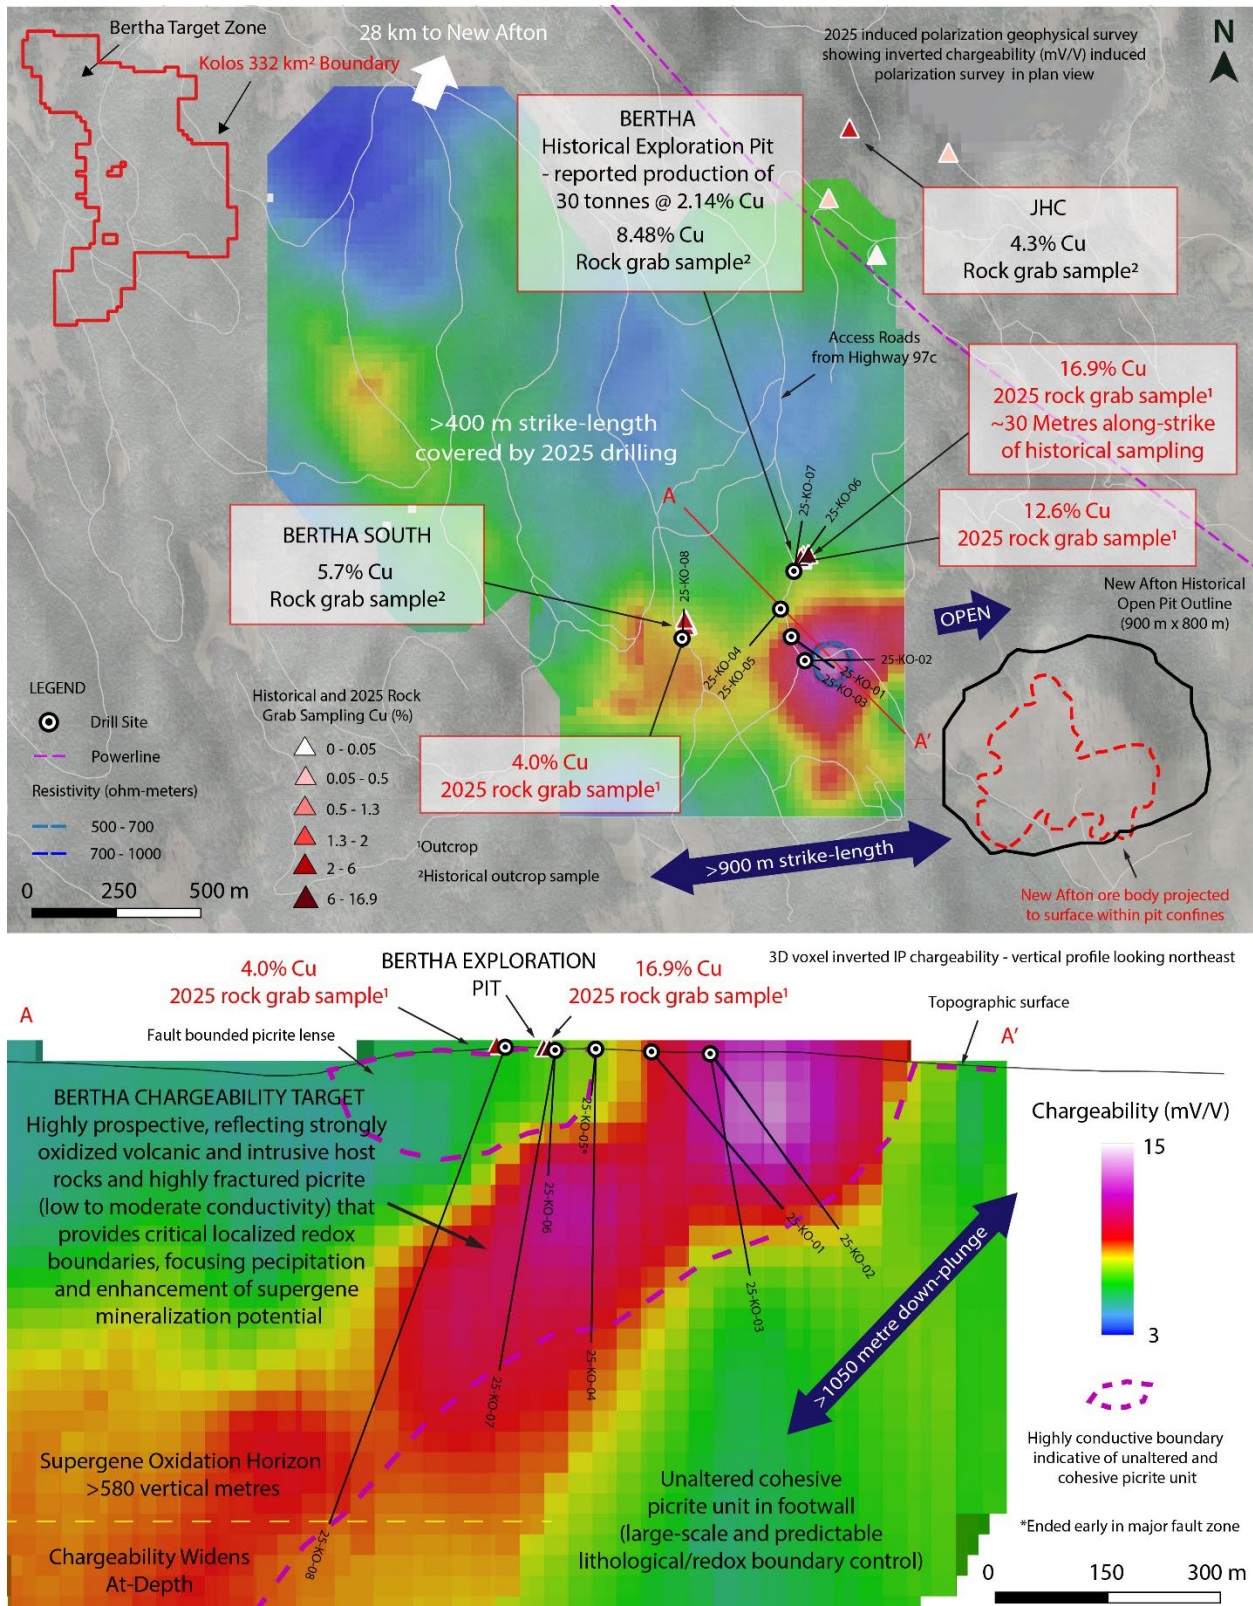 Bertha Target Zone
Kolos 332 km² Boundary
28 km to New Afton
2025 induced polarization geophysical survey
showing inverted chargeability (mV/V) induced
polarization survey in plan view
N
BERTHA
Historical Exploration Pit
- reported production of
30 tonnes @ 2.14% Cu
8.48% Cu
Rock grab sample²
JHC
4.3% Cu
Rock grab sample²
Access Roads
from Highway 97c
16.9% Cu
2025 rock grab sample¹
~30 Metres along-strike
of historical sampling
>400 m strike-length
covered by 2025 drilling
12.6% Cu
2025 rock grab sample¹
A
25-KO-07
25-KO-06
BERTHA SOUTH
5.7% Cu
Rock grab sample²
25-KO-08
25-KO-04
25-KO-05
25-KO-02
25-KO-01
25-KO-03
A'
OPEN
New Afton Historical
Open Pit Outline
(900 m x 800 m)
4.0% Cu
2025 rock grab sample¹
>900 m strike-length
New Afton ore body projected
to surface within pit confines
LEGEND
Drill Site
Powerline
Resistivity (ohm-meters)
500 - 700
700 - 1000
0 250 500 m
Historical and 2025 Rock
Grab Sampling Cu (%)
0 - 0.05
0.05 - 0.5
0.5 - 1.3
1.3 - 2
2 - 6
6 - 16.9
¹Outcrop
²Historical outcrop sample
4.0% Cu
2025 rock grab sample¹
BERTHA EXPLORATION
PIT
16.9% Cu
2025 rock grab sample¹
3D voxel inverted IP chargeability - vertical profile looking northeast
A
Fault bounded picrite lense
Topographic surface
A'
BERTHA CHARGEABILITY TARGET
Highly prospective, reflecting strongly
oxidized volcanic and intrusive host
rocks and highly fractured picrite
(low to moderate conductivity) that
provides critical localized redox
boundaries, focusing pecipitation
and enhancement of supergene
mineralization potential
25-KO-05*
25-KO-06
25-KO-07
25-KO-04
25-KO-01
25-KO-02
25-KO-03
25-KO-08
Supergene Oxidation Horizon
>580 vertical metres
Chargeability Widens
At-Depth
Unaltered cohesive
picrite unit in footwall
(large-scale and predictable
lithological/redox boundary control)
>1050 metre down-plunge
Chargeability (mV/V)
15
3
Highly conductive boundary
indicative of unaltered and
cohesive picrite unit
*Ended early in major fault zone
0 150 300 m